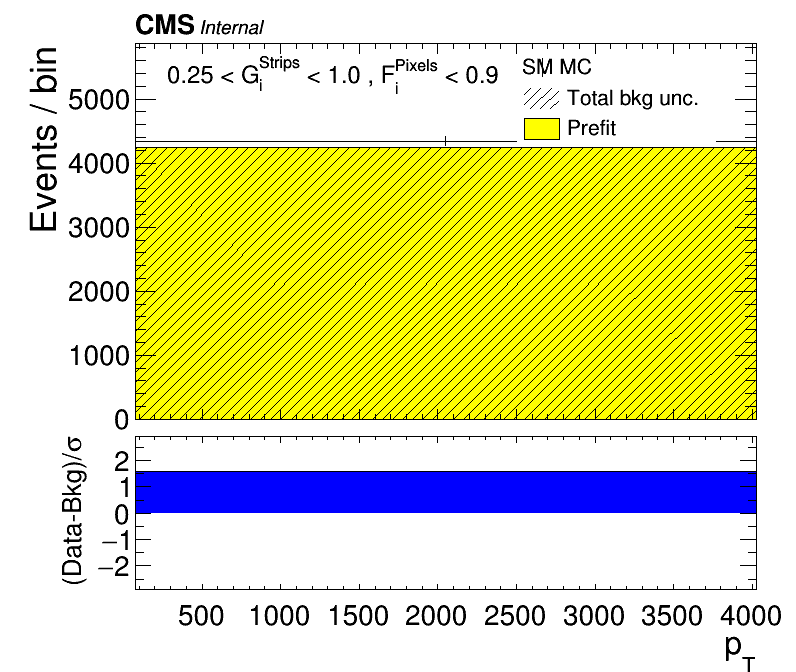 CMS Internal
0.25 < G_i^Strips < 1.0 , F_i^Pixels < 0.9
SM MC
Total bkg unc.
Prefit
Events / bin
5000
4000
3000
2000
1000
0
(Data-Bkg)/σ
2
1
0
−1
−2
500 1000 1500 2000 2500 3000 3500 4000
p_T